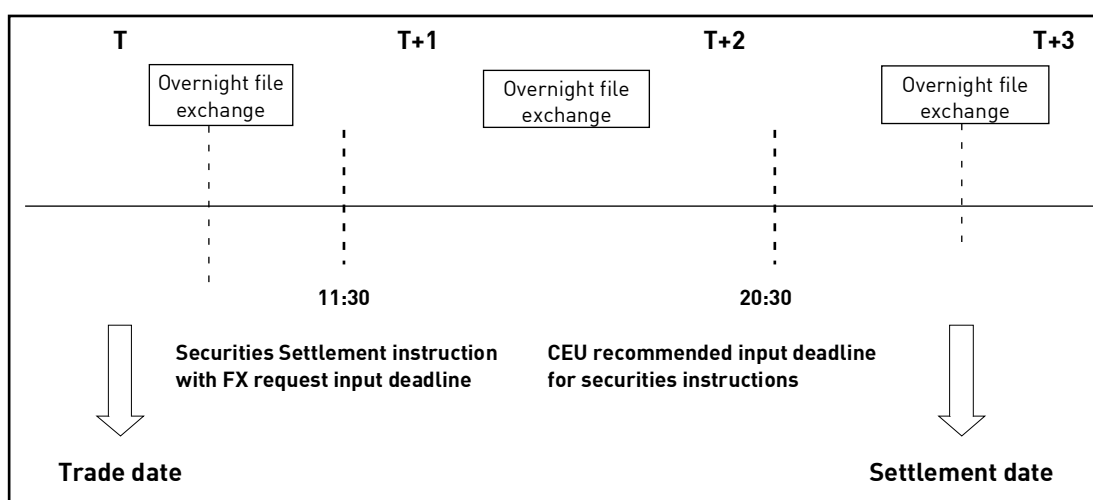 T T+1 T+2 T+3
Overnight file
exchange
Overnight file
exchange
Overnight file
exchange
11:30 20:30
Securities Settlement instruction
with FX request input deadline
CEU recommended input deadline
for securities instructions
Trade date Settlement date